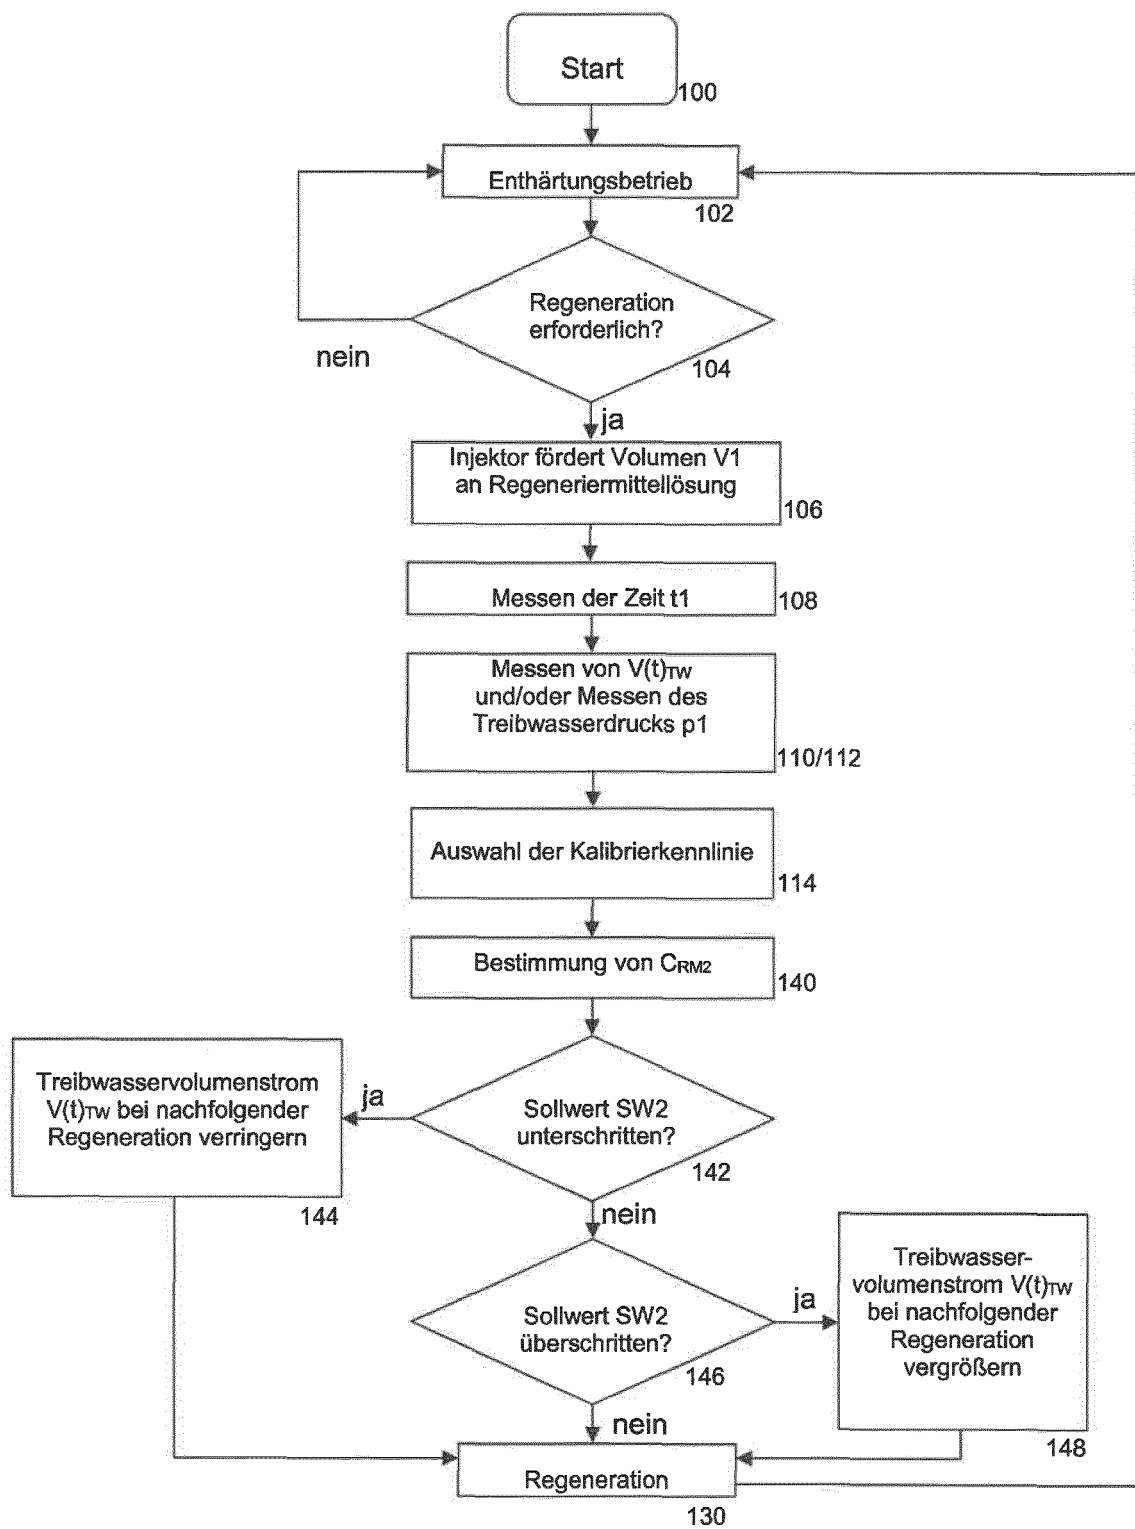 Start
100
Enthärtungsbetrieb
102
Regeneration
erforderlich?
104
nein
ja
Injektor fördert Volumen V1
an Regeneriermittellösung
106
Messen der Zeit t1
108
Messen von V(t)TW
und/oder Messen des
Treibwasserdrucks p1
110/112
Auswahl der Kalibrierkennlinie
114
Bestimmung von CRM2
140
Sollwert SW2
unterschritten?
142
ja
Treibwasservolumenstrom
V(t)TW bei nachfolgender
Regeneration verringern
144
nein
Sollwert SW2
überschritten?
146
ja
Treibwasser-
volumenstrom V(t)TW
bei nachfolgender
Regeneration
vergrößern
148
nein
Regeneration
130